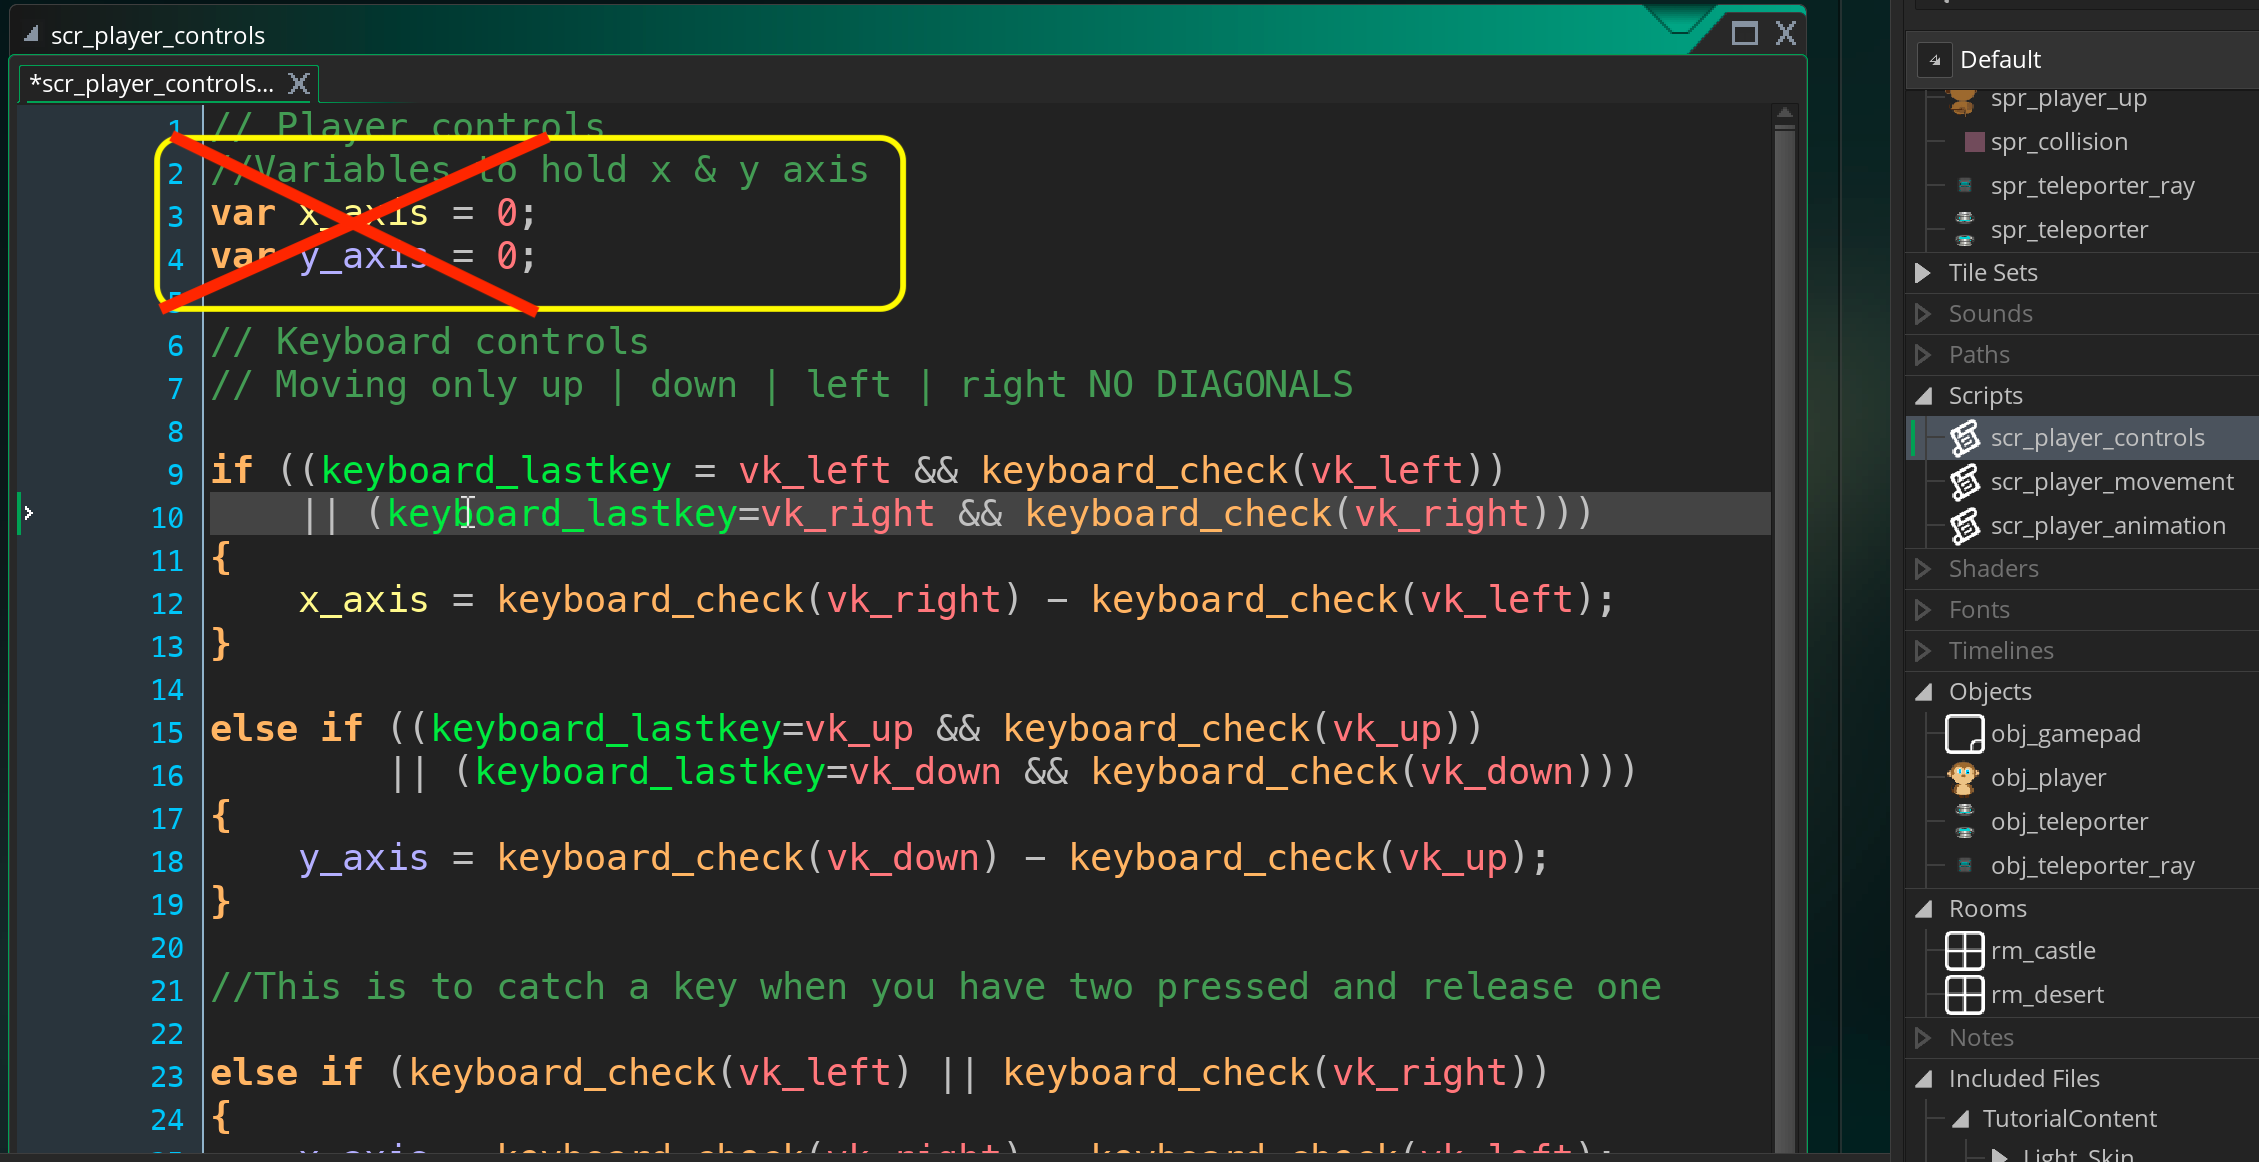 scr_player_controls
*scr_player_controls...
1 // Player controls
2 //Variables to hold x & y axis
3 var x_axis = 0;
4 var y_axis = 0;
5
6 // Keyboard controls
7 // Moving only up | down | left | right NO DIAGONALS
8
9 if ((keyboard_lastkey = vk_left && keyboard_check(vk_left))
10 || (keyboard_lastkey=vk_right && keyboard_check(vk_right)))
11 {
12 x_axis = keyboard_check(vk_right) - keyboard_check(vk_left);
13 }
14
15 else if ((keyboard_lastkey=vk_up && keyboard_check(vk_up))
16 || (keyboard_lastkey=vk_down && keyboard_check(vk_down)))
17 {
18 y_axis = keyboard_check(vk_down) - keyboard_check(vk_up);
19 }
20
21 //This is to catch a key when you have two pressed and release one
22
23 else if (keyboard_check(vk_left) || keyboard_check(vk_right))
24 {
keyboard_check(vk_right) - keyboard_check(vk_left);
Default
spr_player_up
spr_collision
spr_teleporter_ray
spr_teleporter
Tile Sets
Sounds
Paths
Scripts
scr_player_controls
scr_player_movement
scr_player_animation
Shaders
Fonts
Timelines
Objects
obj_gamepad
obj_player
obj_teleporter
obj_teleporter_ray
Rooms
rm_castle
rm_desert
Notes
Included Files
TutorialContent
Light_Skin